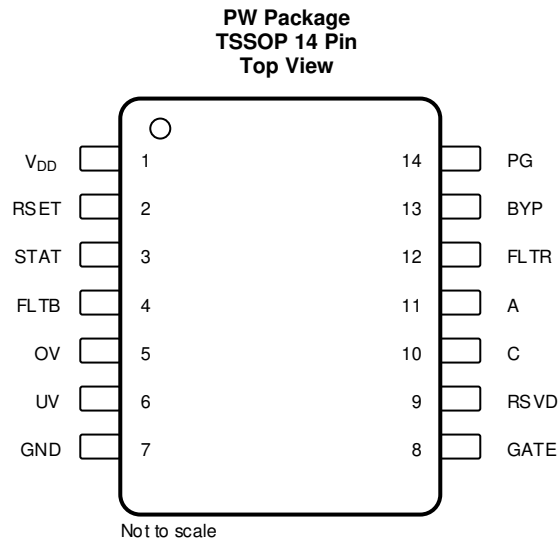 PW Package
TSSOP 14 Pin
Top View
VDD 1 14 PG
RSET 2 13 BYP
STAT 3 12 FLTR
FLTB 4 11 A
OV 5 10 C
UV 6 9 RSVD
GND 7 8 GATE
Not to scale